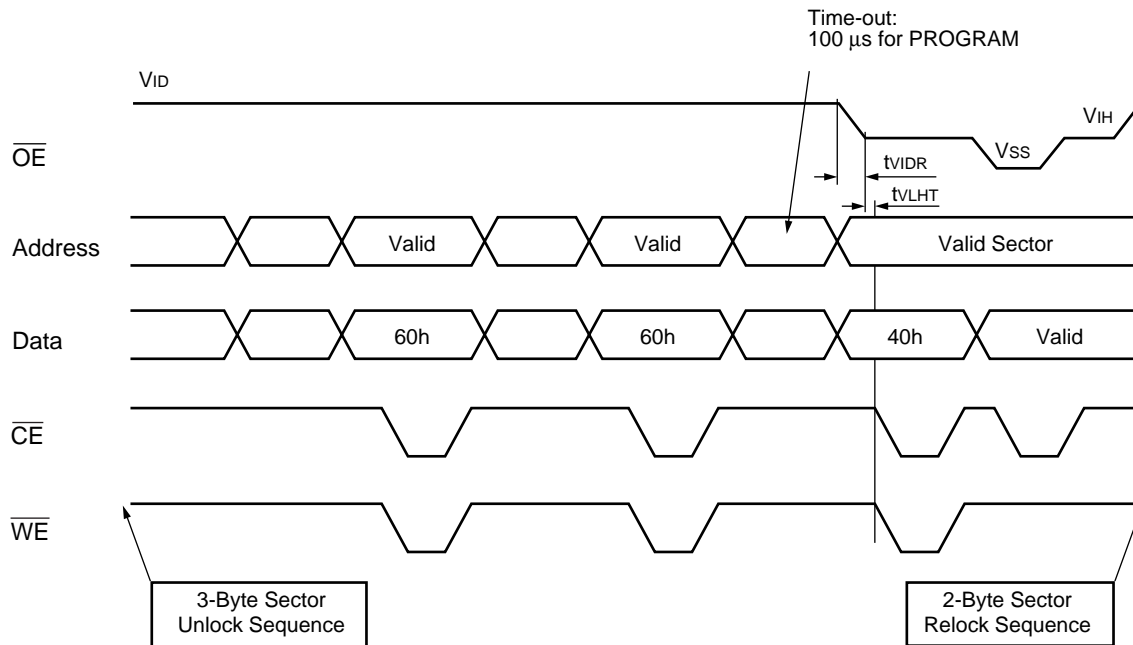 Time-out:
100 µs for PROGRAM
VID
VIH
OE
VSS
tVIDR
tVLHT
Address
Valid
Valid
Valid Sector
Data
60h
60h
40h
Valid
CE
WE
3-Byte Sector
Unlock Sequence
2-Byte Sector
Relock Sequence